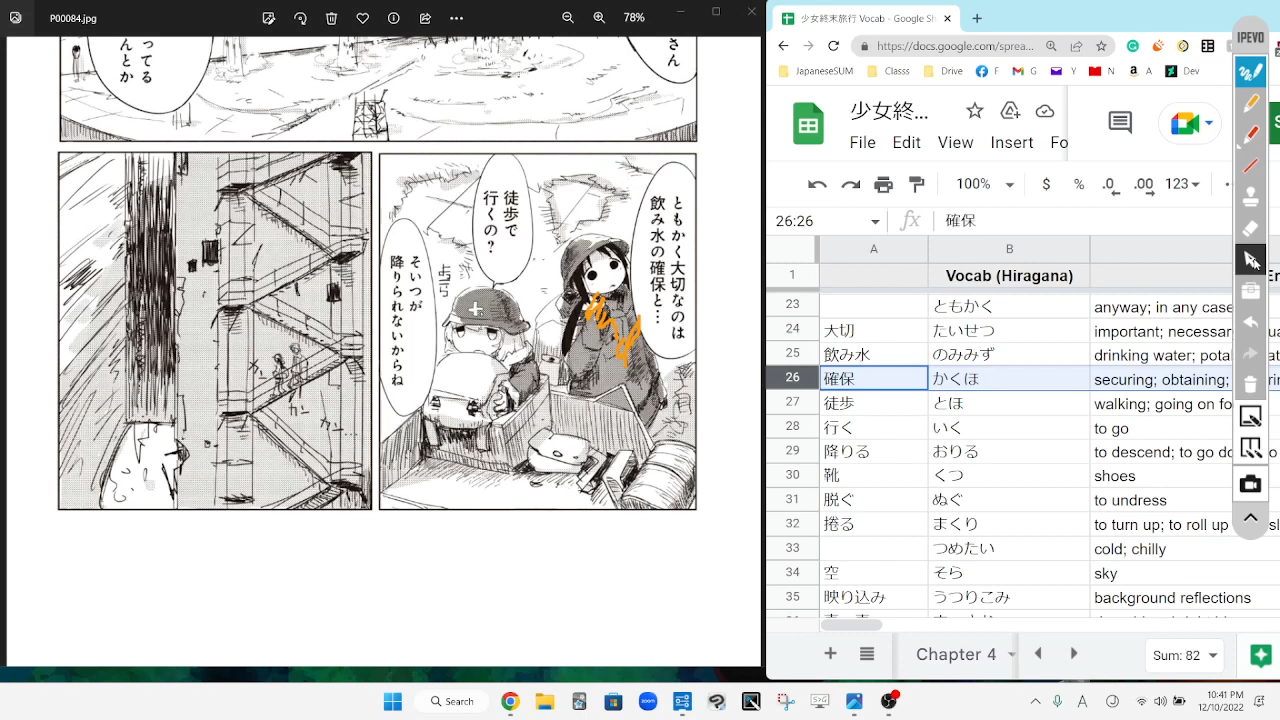 P00084.jpg
78%
さん
ってる
んとか
ともかく大切なのは
飲み水の確保と…
徒歩で
行くの?
そいつが
降りられないからね
カン
カン…
少女終末旅行 Vocab - Google Sh
https://docs.google.com/sprea...
JapaneseSUM
Classs
Drive
F
G
Y
N
A
Dev
少女終...
File Edit View Insert Fo
100% $ % .0 .00 123
26:26 fx 確保
A B
1 Vocab (Hiragana)
23 ともかく anyway; in any case
24 大切 たいせつ important; necessar
25 飲み水 のみみず drinking water; pota
26 確保 かくほ securing; obtaining;
27 徒歩 とほ walking; going on fo
28 行く いく to go
29 降りる おりる to descend; to go do
30 靴 くつ shoes
31 脱ぐ ぬぐ to undress
32 捲る まくり to turn up; to roll up
33 つめたい cold; chilly
34 空 そら sky
35 映り込み うつりこみ background reflections
Chapter 4
Sum: 82
IPEVO
Search
zoom
A
10:41 PM
12/10/2022